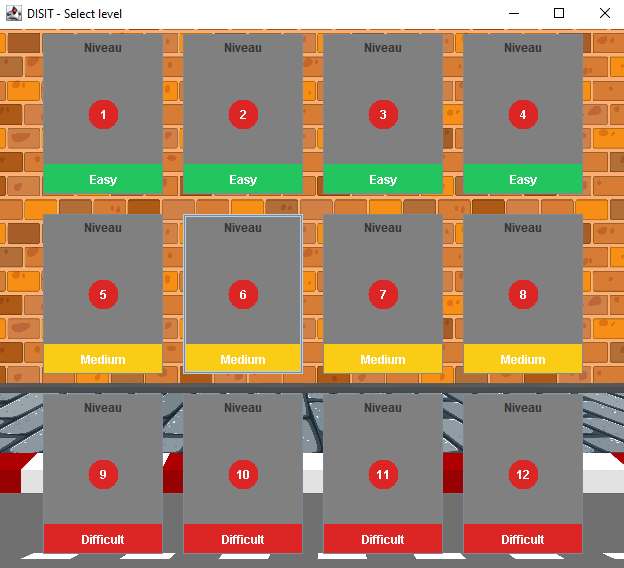 DISIT - Select level
Niveau Niveau Niveau Niveau
1 2 3 4
Easy Easy Easy Easy
Niveau Niveau Niveau Niveau
5 6 7 8
Medium Medium Medium Medium
Niveau Niveau Niveau Niveau
9 10 11 12
Difficult Difficult Difficult Difficult